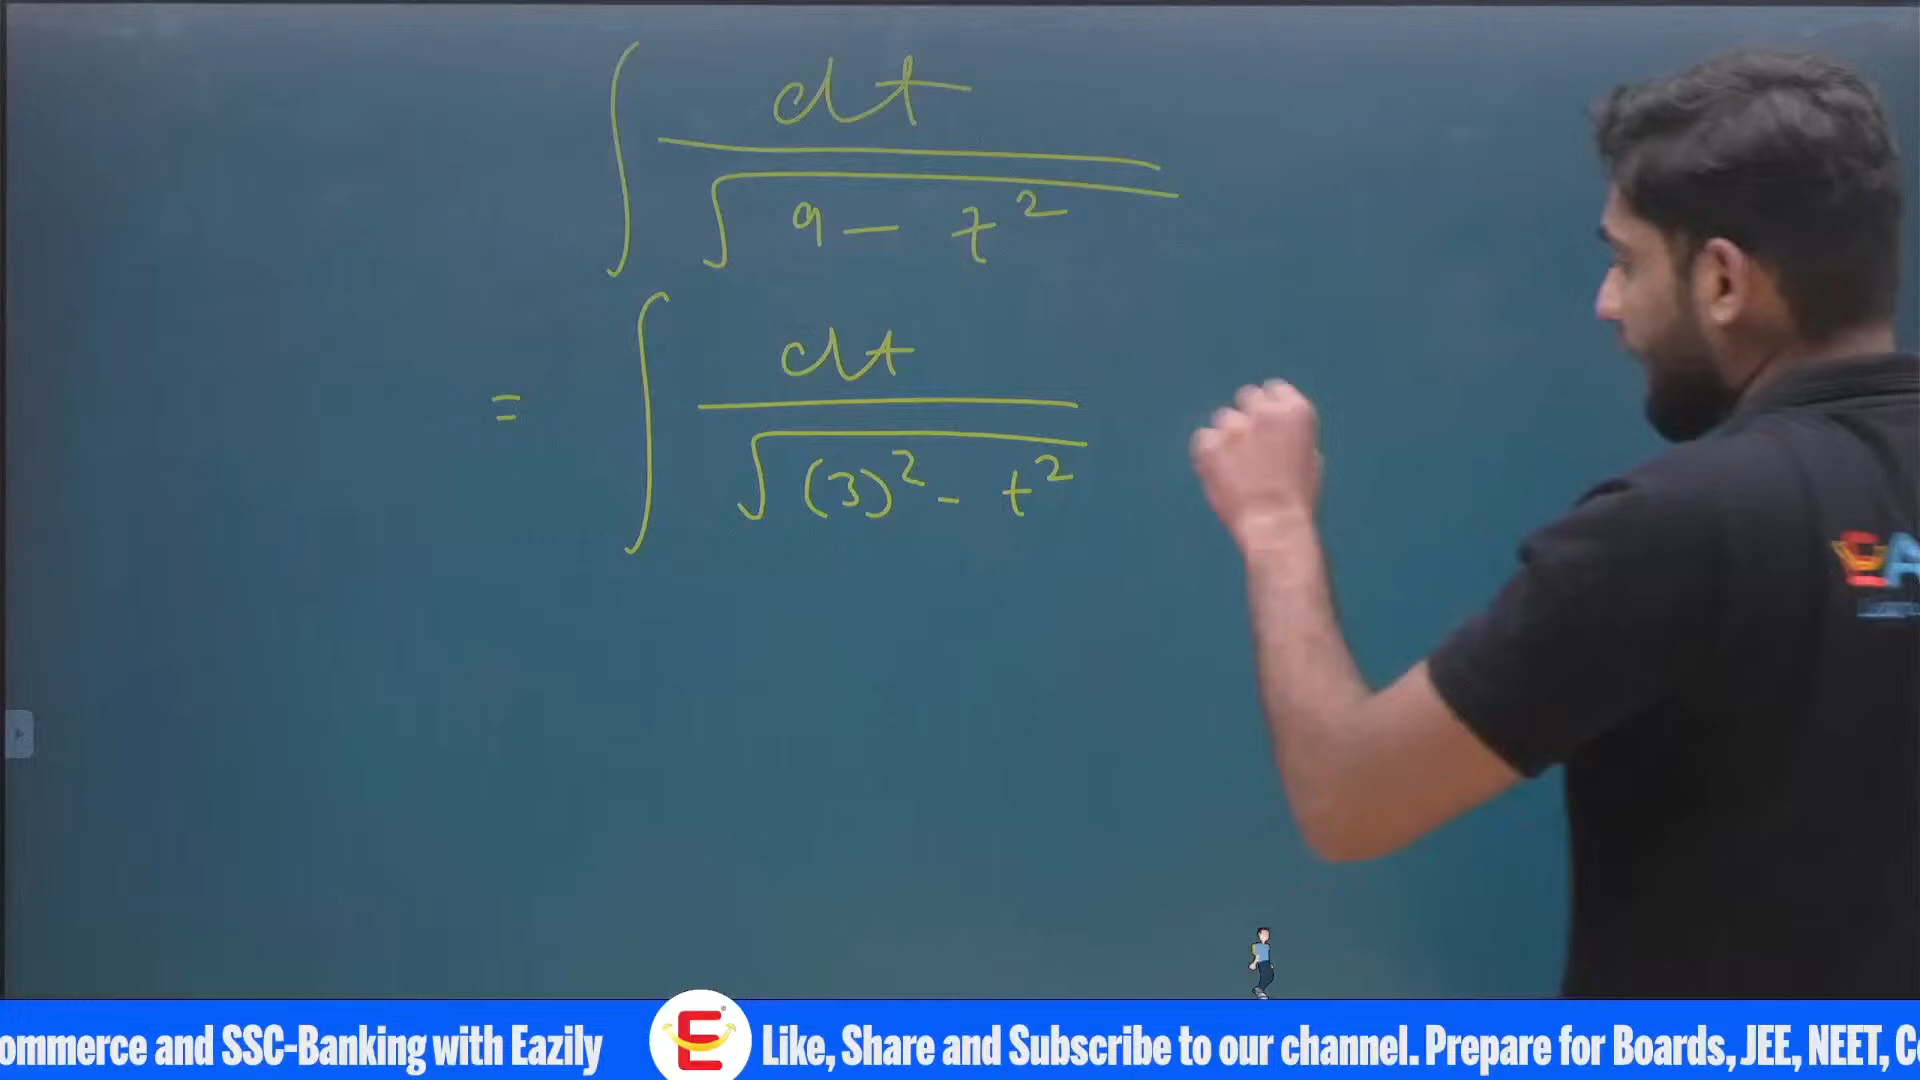 ∫ dt / √(9 - t²)
= ∫ dt / √((3)² - t²)
EA
ommerce and SSC-Banking with Eazily E Like, Share and Subscribe to our channel. Prepare for Boards, JEE, NEET, C